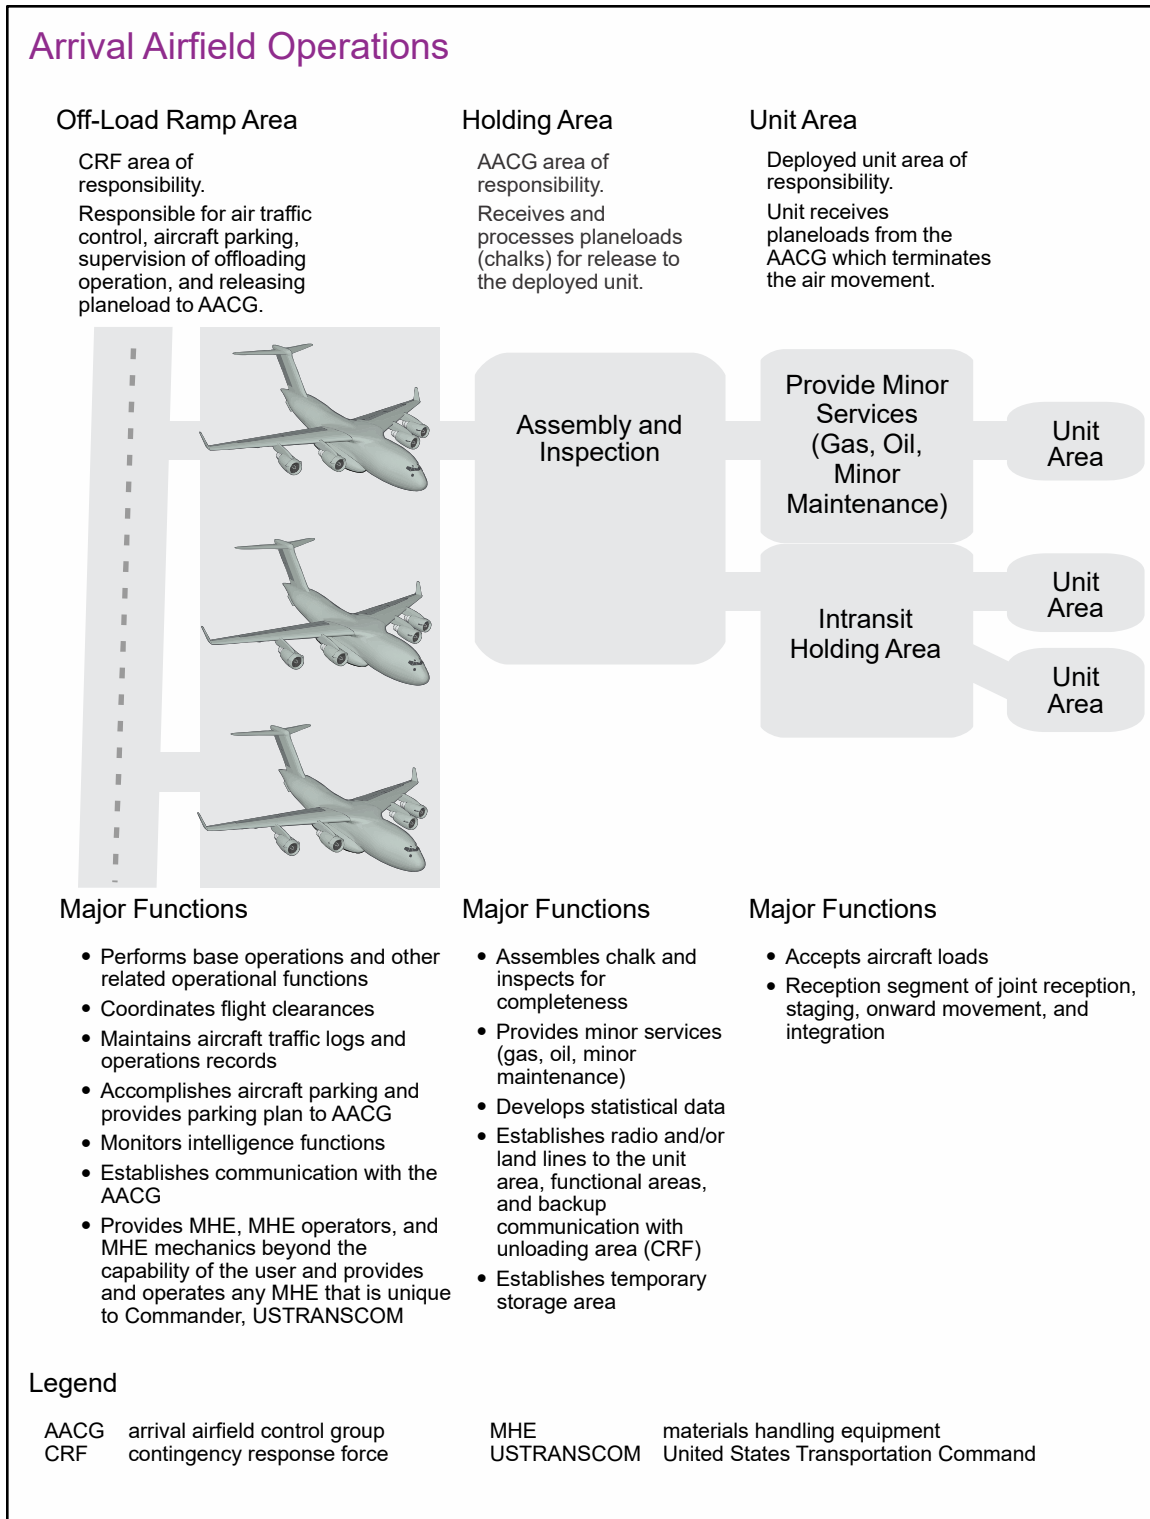 Arrival Airfield Operations
Off-Load Ramp Area
CRF area of
responsibility.
Responsible for air traffic
control, aircraft parking,
supervision of offloading
operation, and releasing
planeload to AACG.
Holding Area
AACG area of
responsibility.
Receives and
processes planeloads
(chalks) for release to
the deployed unit.
Unit Area
Deployed unit area of
responsibility.
Unit receives
planeloads from the
AACG which terminates
the air movement.
Assembly and
Inspection
Provide Minor
Services
(Gas, Oil,
Minor
Maintenance)
Unit
Area
Intransit
Holding Area
Unit
Area
Unit
Area
Major Functions
• Performs base operations and other
related operational functions
• Coordinates flight clearances
• Maintains aircraft traffic logs and
operations records
• Accomplishes aircraft parking and
provides parking plan to AACG
• Monitors intelligence functions
• Establishes communication with the
AACG
• Provides MHE, MHE operators, and
MHE mechanics beyond the
capability of the user and provides
and operates any MHE that is unique
to Commander, USTRANSCOM
Major Functions
• Assembles chalk and
inspects for
completeness
• Provides minor services
(gas, oil, minor
maintenance)
• Develops statistical data
• Establishes radio and/or
land lines to the unit
area, functional areas,
and backup
communication with
unloading area (CRF)
• Establishes temporary
storage area
Major Functions
• Accepts aircraft loads
• Reception segment of joint reception,
staging, onward movement, and
integration
Legend
AACG arrival airfield control group
CRF contingency response force
MHE materials handling equipment
USTRANSCOM United States Transportation Command